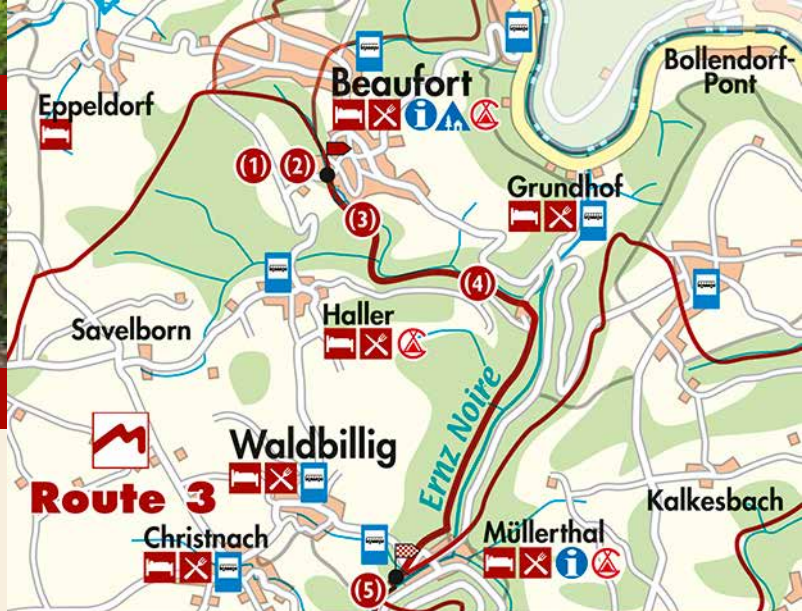 Bollendorf-
Pont
Beaufort
Eppeldorf
(1)
(2)
Grundhof
(3)
(4)
Haller
Savelborn
Ernz Noire
Waldbillig
Route 3
Kalkesbach
Christnach
Müllerthal
(5)